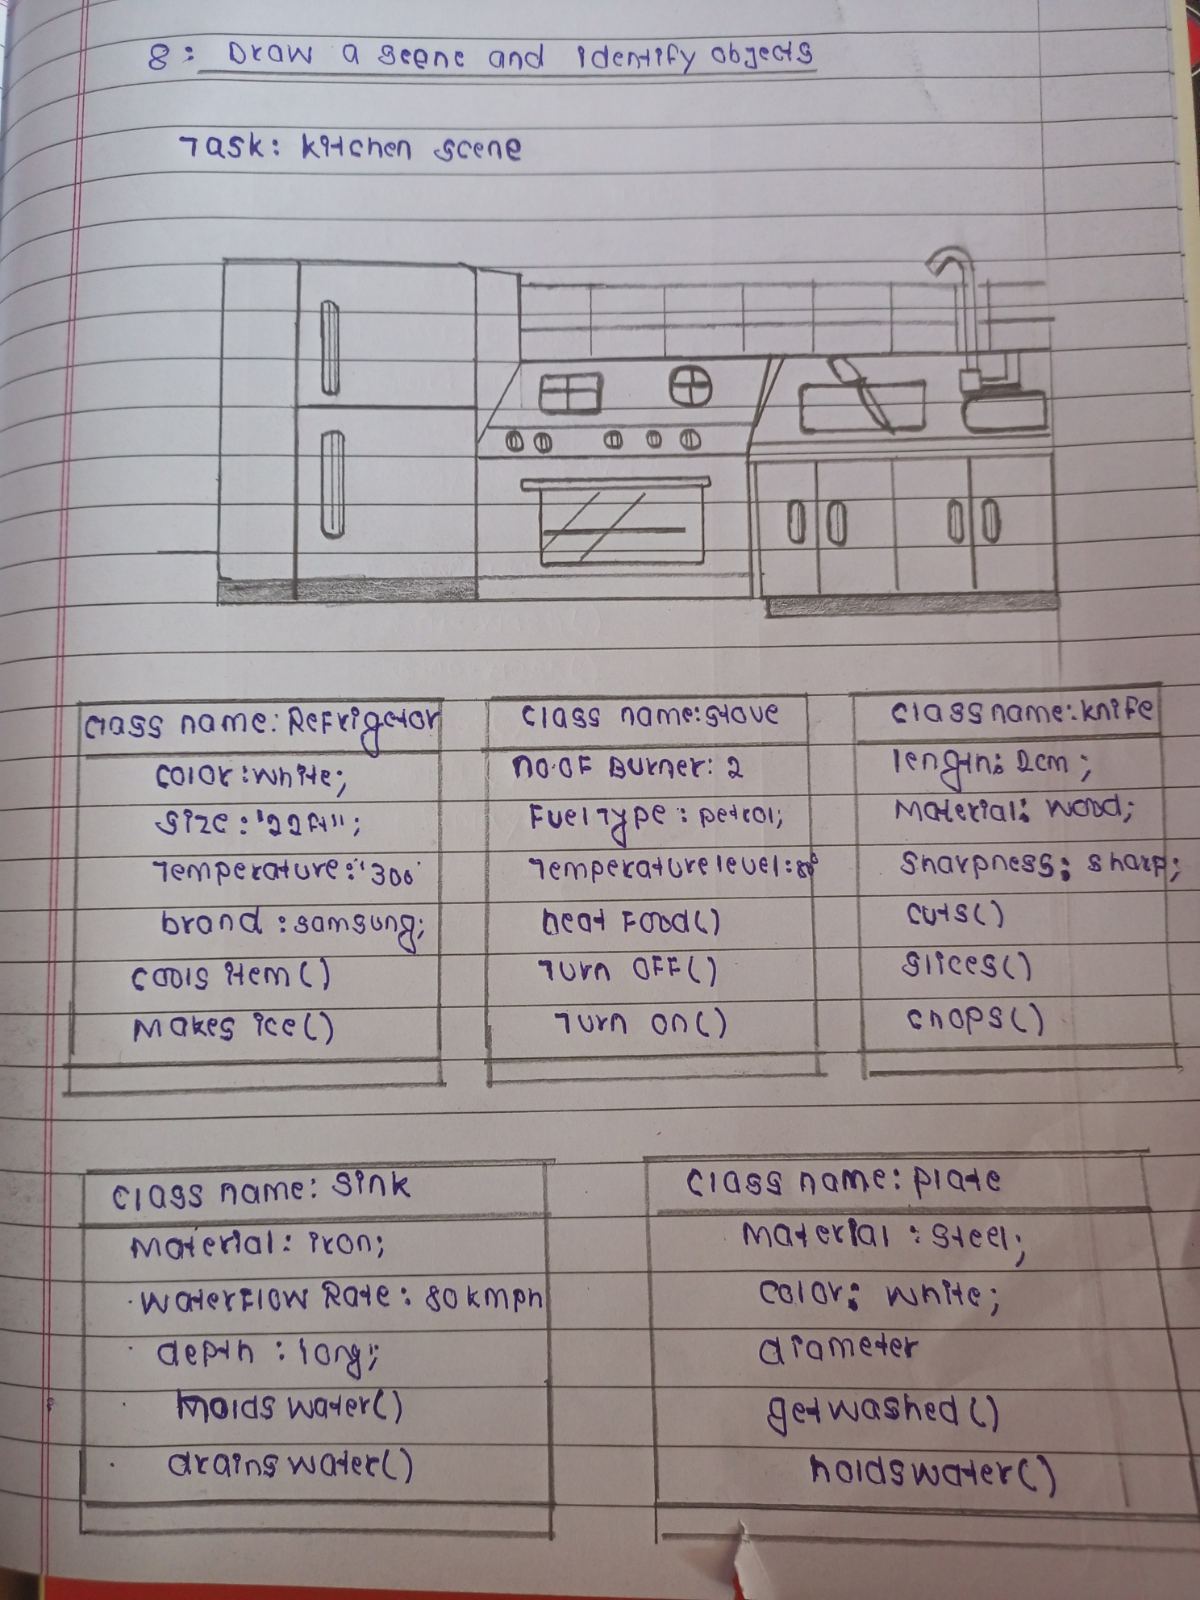 8: Draw a scene and identify objects
Task: kitchen scene
class name: Refrigetor
color: white;
size: "22ft";
Temperature: '300
brand: samsung;
cools item()
Makes ice()
class name: stove
NO.OF Burner: 2
Fuel Type: petrol;
Temperature level: 80°
heat Food()
Turn OFF()
Turn on()
class name: knife
length: 2cm;
Material: wood;
sharpness: sharp;
cuts()
slices()
chops()
class name: sink
Material: iron;
waterflow Rate: 80kmph
depth: long;
Holds water()
drains water()
class name: plate
Material: steel;
color: white;
diameter
get washed()
holds water()